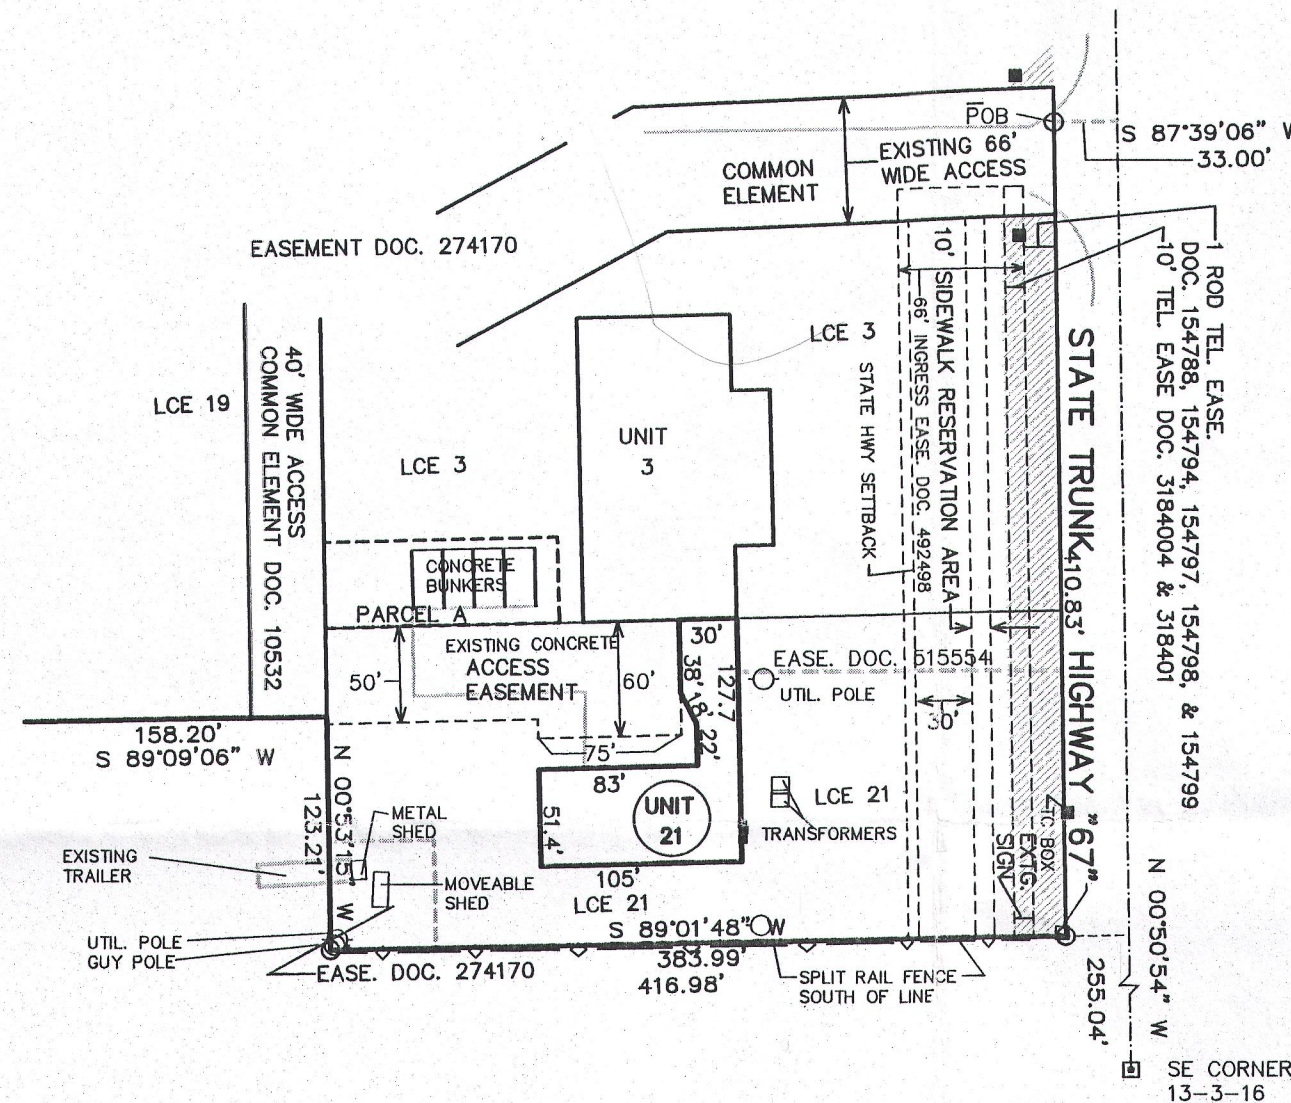 POB
S 87°39'06" W
33.00'
EXISTING 66'
WIDE ACCESS
COMMON
ELEMENT
EASEMENT DOC. 274170
1 ROD TEL. EASE.
DOC. 154788, 154794, 154797, 154798, & 154799
10' TEL. EASE DOC. 3184004 & 318401
10' SIDEWALK RESERVATION AREA
66' INGRESS EASE. DOC. 492498
STATE HWY SETTBACK
LCE 3
STATE TRUNK HIGHWAY "67"
410.83'
40' WIDE ACCESS
COMMON ELEMENT DOC. 10532
LCE 19
LCE 3
UNIT
3
CONCRETE
BUNKERS
PARCEL A
EXISTING CONCRETE
ACCESS
EASEMENT
50'
60'
30'
38'
18'
22'
127.7
EASE. DOC. 515554
UTIL. POLE
30'
75'
83'
51.4'
UNIT
21
105'
LCE 21
TRANSFORMERS
LCE 21
158.20'
S 89°09'06" W
N 00°53'15" W
123.21'
METAL
SHED
EXISTING
TRAILER
MOVEABLE
SHED
UTIL. POLE
GUY POLE
EASE. DOC. 274170
S 89°01'48" W
383.99'
416.98'
SPLIT RAIL FENCE
SOUTH OF LINE
TC BOX
EXTG.
SIGN
N 00°50'54" W
255.04'
SE CORNER
13-3-16